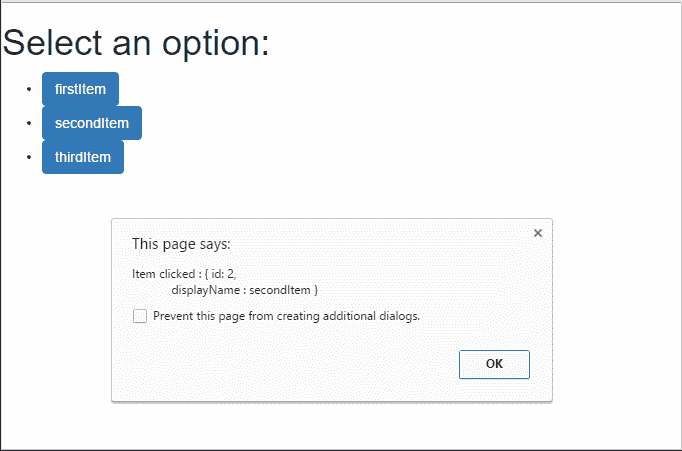 Select an option:
firstItem
secondItem
thirdItem
This page says:
Item clicked : { id: 2,
displayName : secondItem }
Prevent this page from creating additional dialogs.
OK